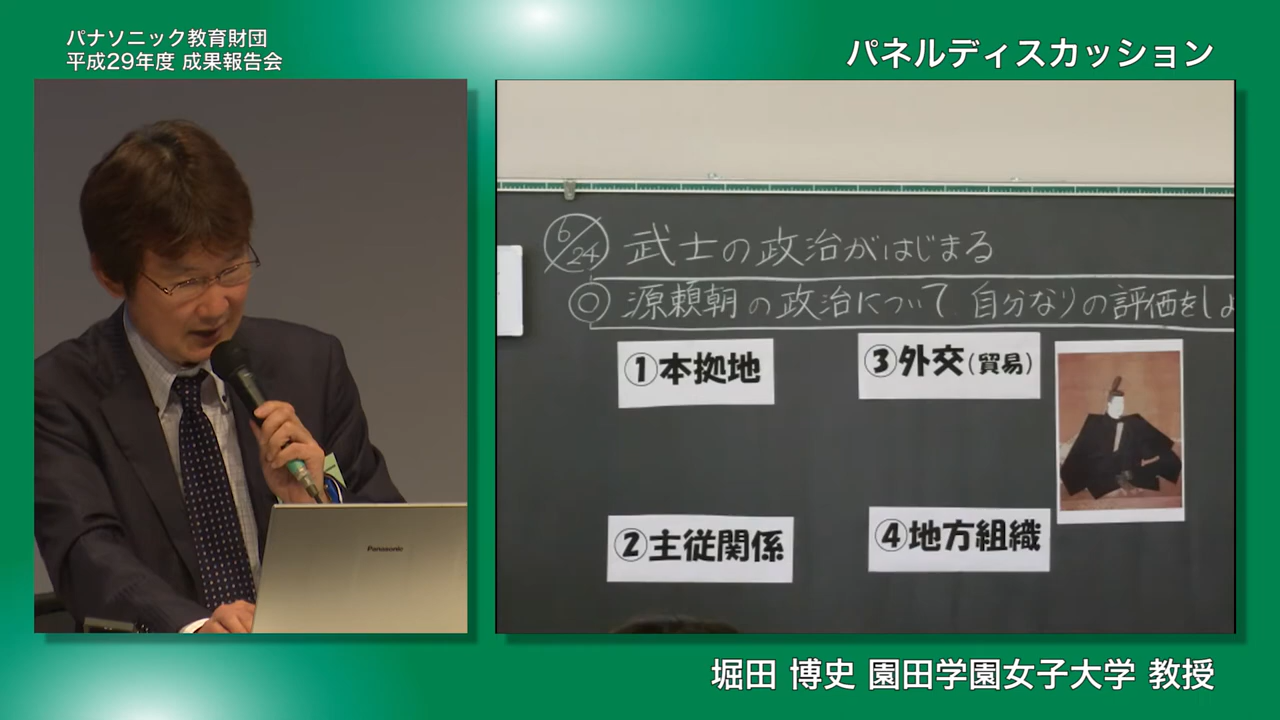 パナソニック教育財団
平成29年度 成果報告会
パネルディスカッション
Panasonic
6/24 武士の政治がはじまる
◎ 源頼朝の政治について 自分なりの評価をしよ
①本拠地
③外交(貿易)
②主従関係
④地方組織
堀田 博史 園田学園女子大学 教授